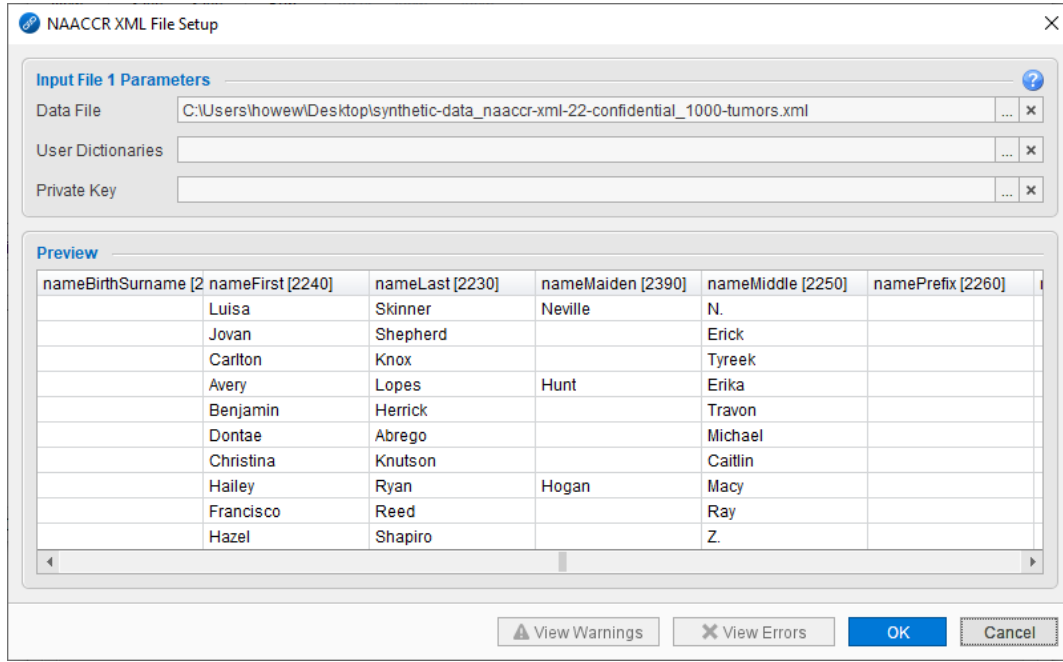 NAACCR XML File Setup
Input File 1 Parameters
Data File C:\Users\howew\Desktop\synthetic-data_naaccr-xml-22-confidential_1000-tumors.xml ...
User Dictionaries ...
Private Key ...
Preview
nameBirthSurname [2 nameFirst [2240] nameLast [2230] nameMaiden [2390] nameMiddle [2250] namePrefix [2260]
Luisa Skinner Neville N.
Jovan Shepherd Erick
Carlton Knox Tyreek
Avery Lopes Hunt Erika
Benjamin Herrick Travon
Dontae Abrego Michael
Christina Knutson Caitlin
Hailey Ryan Hogan Macy
Francisco Reed Ray
Hazel Shapiro Z.
View Warnings View Errors OK Cancel